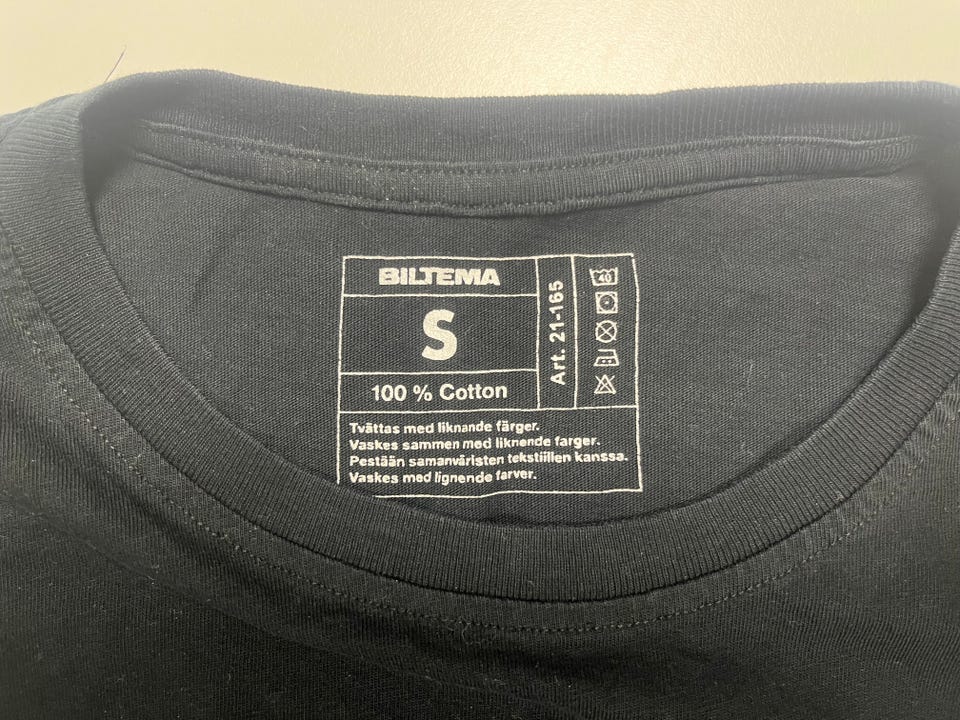 BILTEMA
S
100 % Cotton
Art. 21-165
40
Tvättas med liknande färger.
Vaskes sammen med liknende farger.
Pestään samanväristen tekstiilien kanssa.
Vaskes med lignende farver.